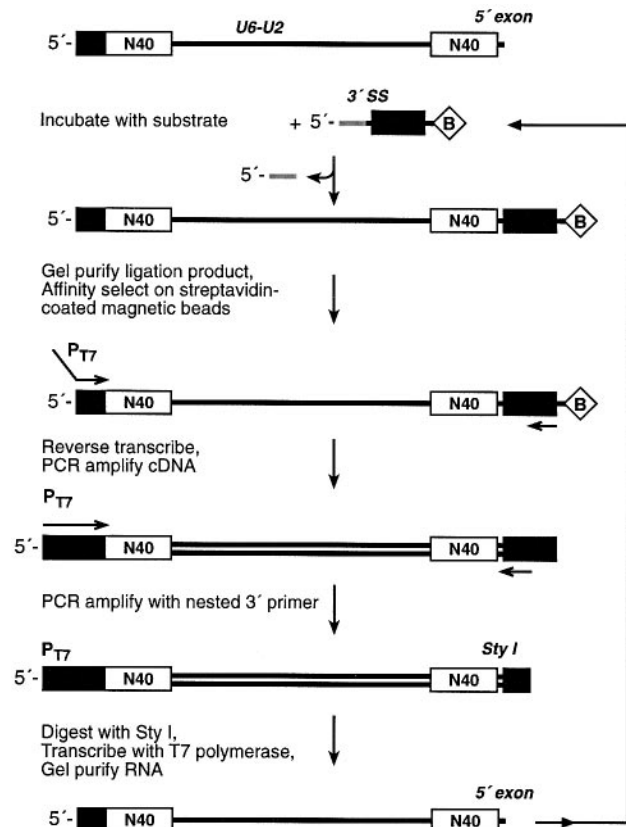 U6-U2
5´ exon
5´- N40 N40
3´ SS
Incubate with substrate + 5´- B
5´-
5´- N40 N40 B
Gel purify ligation product,
Affinity select on streptavidin-
coated magnetic beads
PT7
5´- N40 N40 B
Reverse transcribe,
PCR amplify cDNA
PT7
5´- N40 N40
PCR amplify with nested 3´ primer
PT7 Sty I
5´- N40 N40
Digest with Sty I,
Transcribe with T7 polymerase,
Gel purify RNA
5´ exon
5´- N40 N40